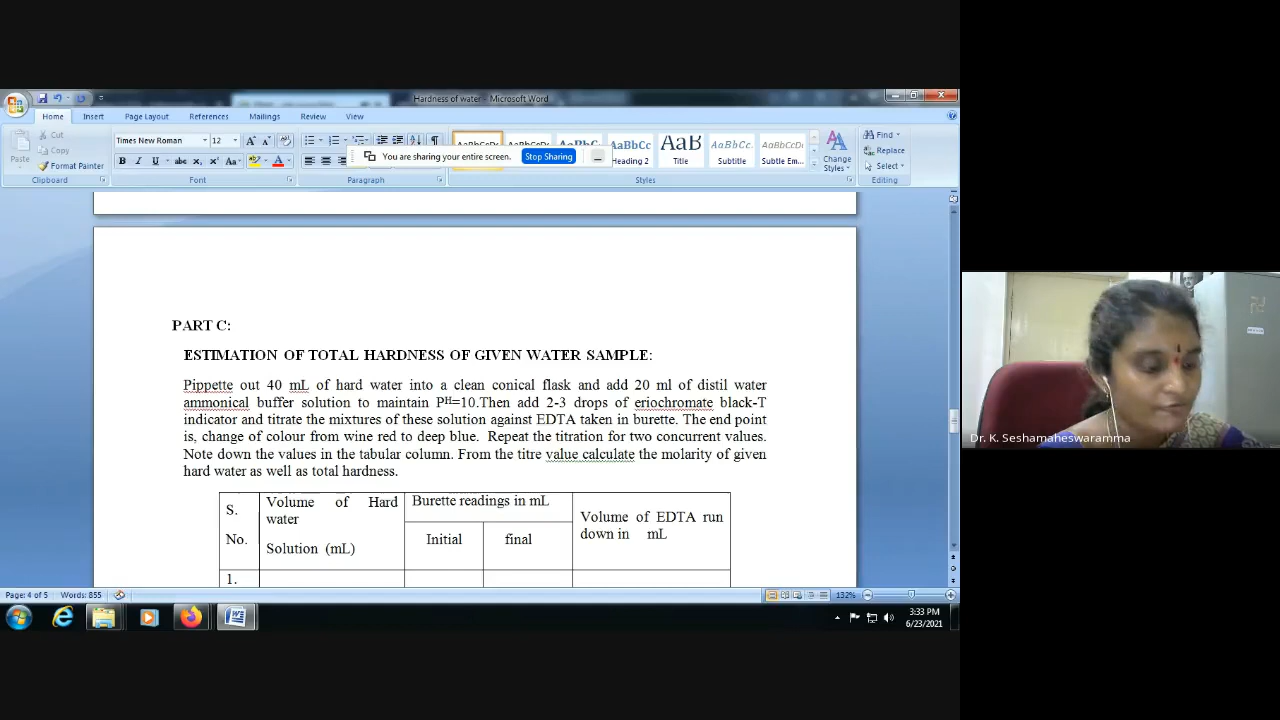 Hardness of water - Microsoft Word
Home Insert Page Layout References Mailings Review View
Cut
Copy
Paste
Format Painter
Times New Roman 12
You are sharing your entire screen. Stop Sharing
Heading 2 Title Subtitle Subtle Em...
Change Styles
Find
Replace
Select
Clipboard Font Paragraph Styles Editing
PART C:
ESTIMATION OF TOTAL HARDNESS OF GIVEN WATER SAMPLE:
Pippette out 40 mL of hard water into a clean conical flask and add 20 ml of distil water
ammonical buffer solution to maintain Pᴴ=10.Then add 2-3 drops of eriochromate black-T
indicator and titrate the mixtures of these solution against EDTA taken in burette. The end point
is, change of colour from wine red to deep blue. Repeat the titration for two concurrent values.
Note down the values in the tabular column. From the titre value calculate the molarity of given
hard water as well as total hardness.
S. No.
Volume of Hard water Solution (mL)
Burette readings in mL
Initial final
Volume of EDTA run down in mL
1.
Dr. K. Seshamaheswaramma
Page: 4 of 5 Words: 855 132%
3:33 PM
6/23/2021